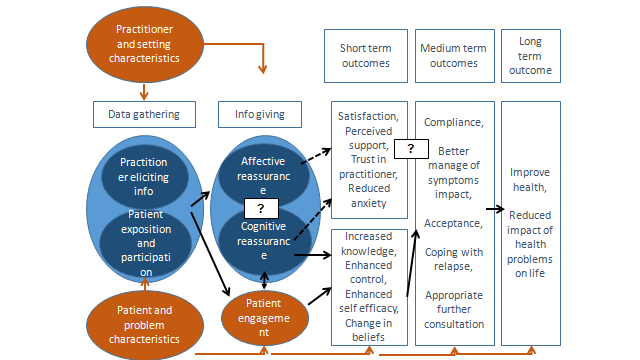 Practitioner
and setting
characteristics
Short term
outcomes
Medium term
outcomes
Long
term
outcome
Data gathering
Info giving
Practition
er eliciting
info
Patient
exposition
and
participati
on
Affective
reassuranc
e
?
Cognitive
reassuranc
e
Satisfaction,
Perceived
support,
Trust in
practitioner,
Reduced
anxiety
?
Compliance,
Better
manage of
symptoms
impact,
Acceptance,
Coping with
relapse,
Appropriate
further
consultation
Improve
health,
Reduced
impact of
health
problems
on life
Increased
knowledge,
Enhanced
control,
Enhanced
self efficacy,
Change in
beliefs
Patient and
problem
characteristics
Patient
engageme
nt